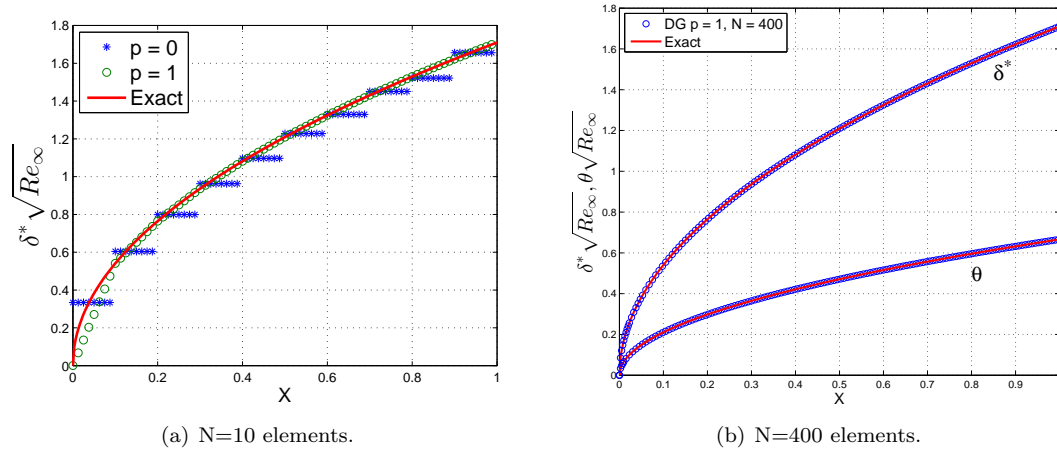 1.8
1.6
1.4
1.2
1
0.8
0.6
0.4
0.2
0
0 0.2 0.4 0.6 0.8 1
X
δ*√Re∞
p = 0
p = 1
Exact
(a) N=10 elements.
1.8
1.6
1.4
1.2
1
0.8
0.6
0.4
0.2
0
0 0.1 0.2 0.3 0.4 0.5 0.6 0.7 0.8 0.9 1
X
δ*√Re∞, θ√Re∞
DG p = 1, N = 400
Exact
δ*
θ
(b) N=400 elements.